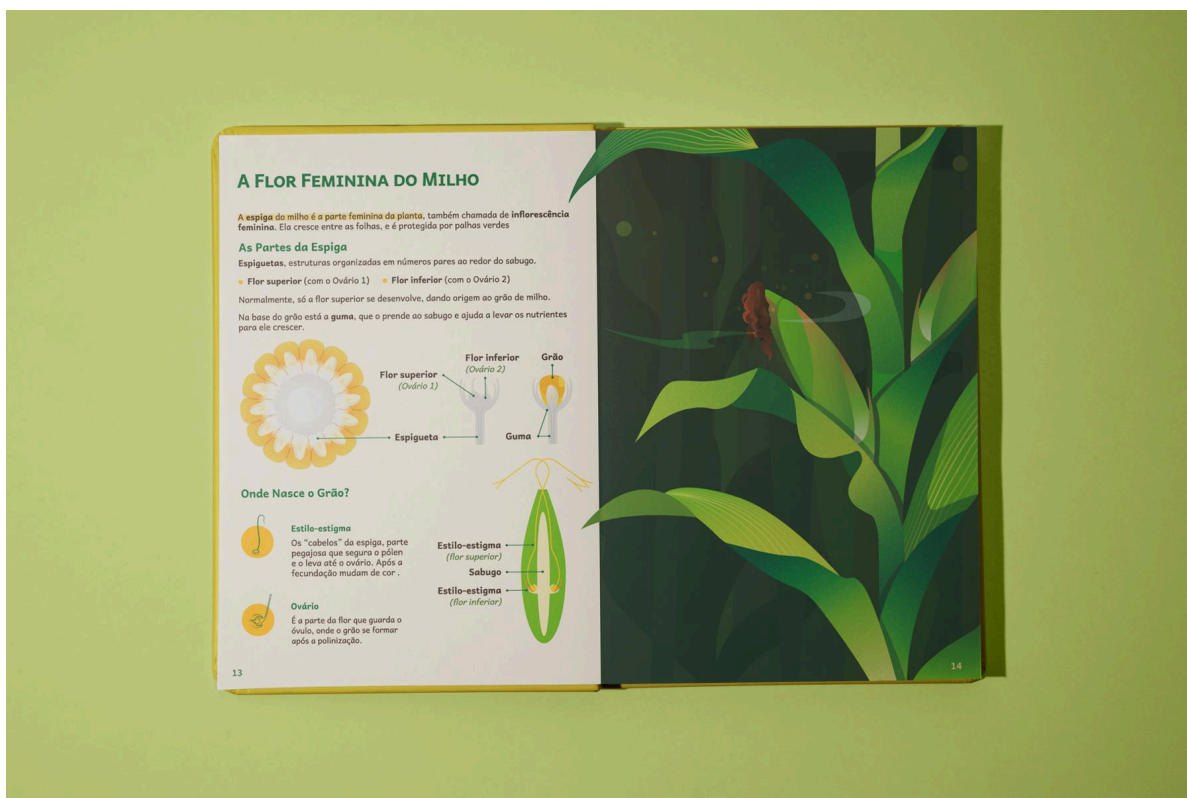 A FLOR FEMININA DO MILHO
A espiga do milho é a parte feminina da planta, também chamada de inflorescência
feminina. Ela cresce entre as folhas, e é protegida por palhas verdes
As Partes da Espiga
Espiguetas, estruturas organizadas em números pares ao redor do sabugo.
• Flor superior (com o Ovário 1) • Flor inferior (com o Ovário 2)
Normalmente, só a flor superior se desenvolve, dando origem ao grão de milho.
Na base do grão está a guma, que o prende ao sabugo e ajuda a levar os nutrientes
para ele crescer.
Flor superior
(Ovário 1)
Flor inferior
(Ovário 2)
Grão
Espigueta
Guma
Onde Nasce o Grão?
Estilo-estigma
Os "cabelos" da espiga, parte
pegajosa que segura o pólen
e o leva até o ovário. Após a
fecundação mudam de cor .
Ovário
É a parte da flor que guarda o
óvulo, onde o grão se formar
após a polinização.
Estilo-estigma
(flor superior)
Sabugo
Estilo-estigma
(flor inferior)
13
14